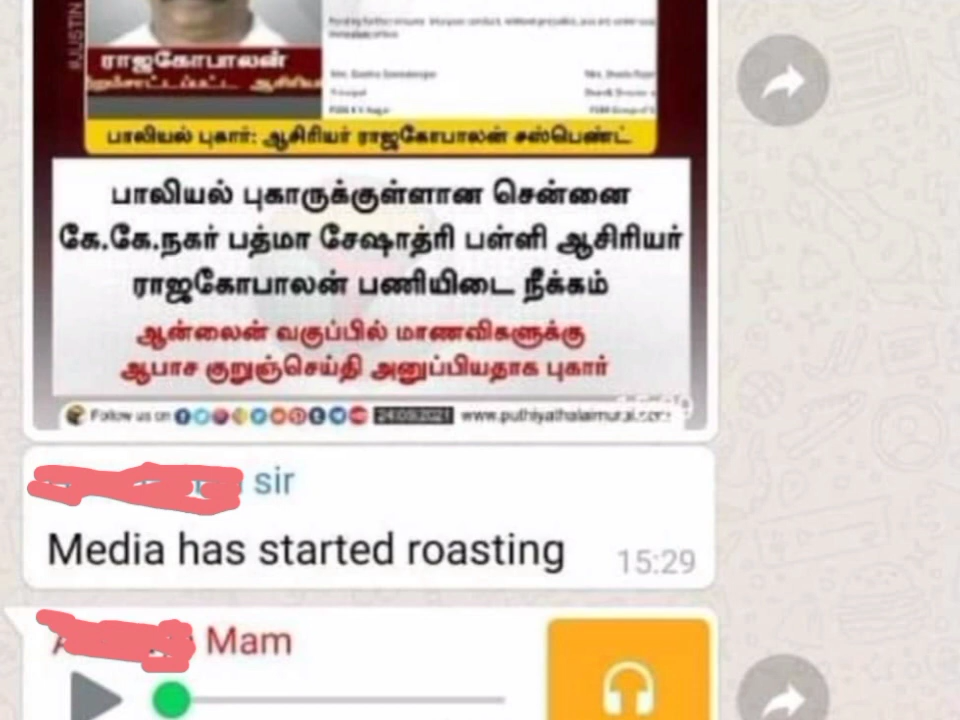 #JUSTIN
ராஜகோபாலன்
பாலியல் புகார்: ஆசிரியர் ராஜகோபாலன் சஸ்பெண்ட்
பாலியல் புகாருக்குள்ளான சென்னை
கே.கே.நகர் பத்மா சேஷாத்ரி பள்ளி ஆசிரியர்
ராஜகோபாலன் பணியிடை நீக்கம்
ஆன்லைன் வகுப்பில் மாணவிகளுக்கு
ஆபாச குறுஞ்செய்தி அனுப்பியதாக புகார்
Follow us on 24/05/2021 www.puthiyathalaimurai.com
sir
Media has started roasting 15:29
Mam